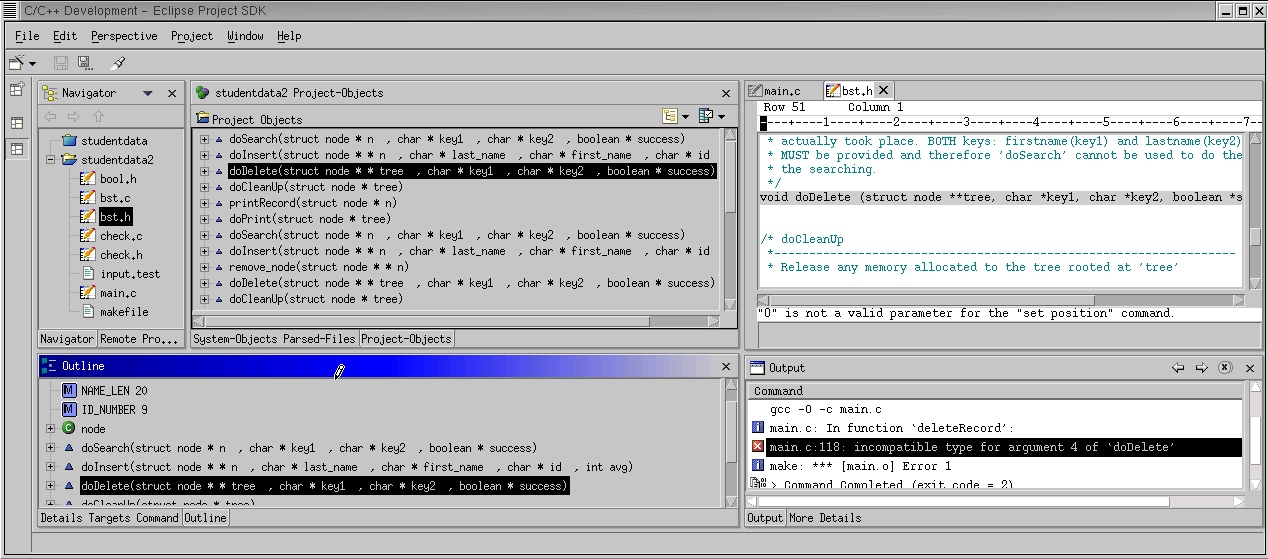 C/C++ Development - Eclipse Project SDK
File Edit Perspective Project Window Help
Navigator
studentdata
studentdata2
bool.h
bst.c
bst.h
check.c
check.h
input.test
main.c
makefile
Navigator Remote Pro...
studentdata2 Project-Objects
Project Objects
doSearch(struct node * n , char * key1 , char * key2 , boolean * success)
doInsert(struct node * * n , char * last_name , char * first_name , char * id
doDelete(struct node * * tree , char * key1 , char * key2 , boolean * success)
doCleanUp(struct node * tree)
printRecord(struct node * n)
doPrint(struct node * tree)
doSearch(struct node * n , char * key1 , char * key2 , boolean * success)
doInsert(struct node * * n , char * last_name , char * first_name , char * id
remove_node(struct node * * n)
doDelete(struct node * * tree , char * key1 , char * key2 , boolean * success)
doCleanUp(struct node * tree)
System-Objects Parsed-Files Project-Objects
main.c bst.h
Row 51 Column 1
----+----1----+----2----+----3----+----4----+----5----+----6----+----7--
* actually took place. BOTH keys: firstname(key1) and lastname(key2)
* MUST be provided and therefore 'doSearch' cannot be used to do the
* the searching.
*/
void doDelete (struct node **tree, char *key1, char *key2, boolean *s
/* doCleanUp
*------------------------------------------------------------------
* Release any memory allocated to the tree rooted at 'tree'
"0" is not a valid parameter for the "set position" command.
Outline
NAME_LEN 20
ID_NUMBER 9
node
doSearch(struct node * n , char * key1 , char * key2 , boolean * success)
doInsert(struct node * * n , char * last_name , char * first_name , char * id , int avg)
doDelete(struct node * * tree , char * key1 , char * key2 , boolean * success)
doCleanUp(struct node * tree)
Details Targets Command Outline
Output
Command
gcc -O -c main.c
main.c: In function `deleteRecord':
main.c:118: incompatible type for argument 4 of `doDelete'
make: *** [main.o] Error 1
> Command Completed (exit code = 2)
Output More Details